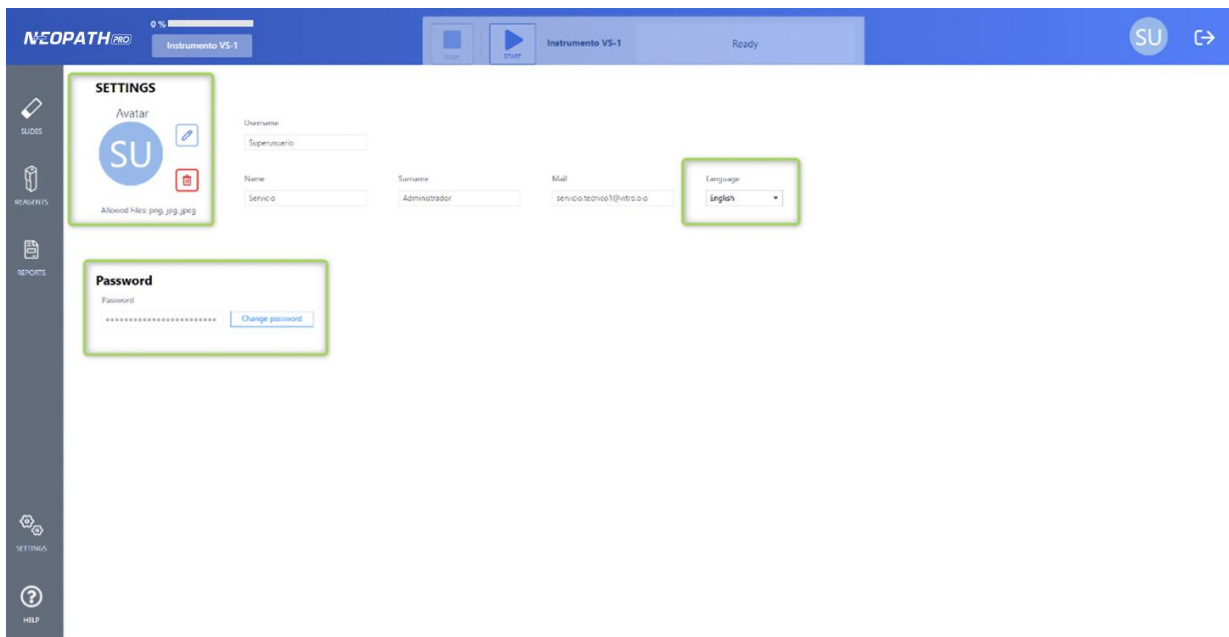 NEOPATH PRO
0 %
Instrumento VS-1
STOP
START
Instrumento VS-1
Ready
SU
SLIDES
REAGENTS
REPORTS
SETTINGS
HELP
SETTINGS
Avatar
SU
Allowed Files: png, jpg, jpeg
Username
Superusuario
Name
Surname
Mail
Language
Servicio
Administrador
servicio.tecnico1@vitro.bio
English
Password
Password
************************
Change password